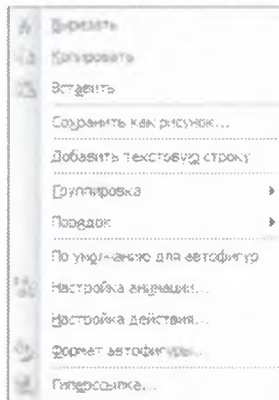 Вырезать
Копировать
Вставить
Сохранить как рисунок...
Добавить текстовую строку
Группировка
Порядок
По умолчанию для автофигур
Настройка анимации...
Настройка действия...
Формат автофигуры...
Гиперссылка...